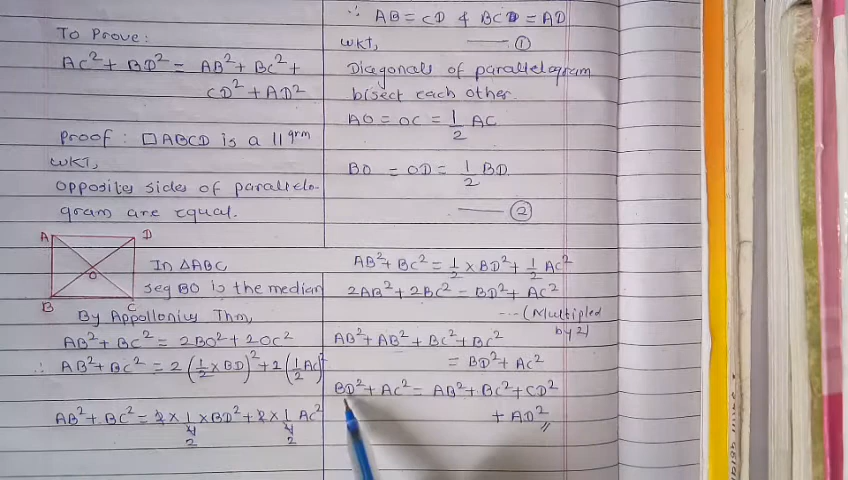 To Prove:
AC² + BD² = AB² + BC² +
CD² + AD²
Proof : □ABCD is a ||grm
WKT,
opposites sides of parallelo-
gram are equal.
∴ AB = CD & BC = AD
WKT, —— ①
Diagonals of parallelogram
bisect each other.
AO = OC = 1/2 AC
BO = OD = 1/2 BD.
—— ②
A D
O
B C
In △ABC
seg BO is the median
By Appollonius Thm,
AB² + BC² = 2BO² + 2OC²
∴ AB² + BC² = 2(1/2 × BD)² + 2(1/2 AC)²
AB² + BC² = 2 × 1/4 × BD² + 2 × 1/4 AC²
2 2
AB² + BC² = 1/2 × BD² + 1/2 AC²
2AB² + 2BC² = BD² + AC²
--- (Multipled
by 2)
AB² + AB² + BC² + BC²
= BD² + AC²
BD² + AC² = AB² + BC² + CD²
+ AD²